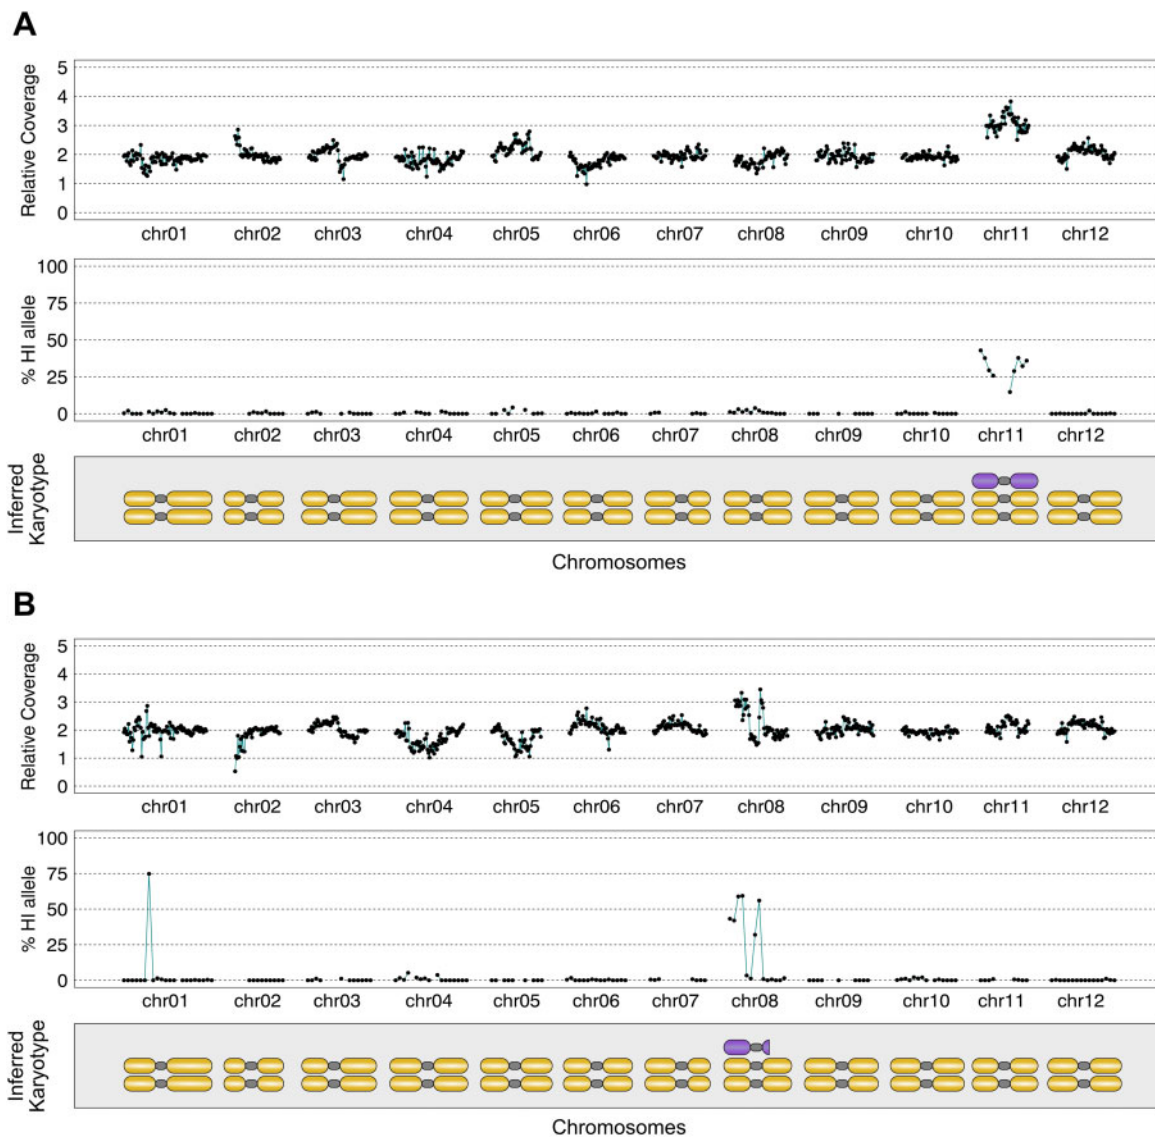 A
Relative Coverage
5
4
3
2
1
0
chr01 chr02 chr03 chr04 chr05 chr06 chr07 chr08 chr09 chr10 chr11 chr12
% HI allele
100
75
50
25
0
chr01 chr02 chr03 chr04 chr05 chr06 chr07 chr08 chr09 chr10 chr11 chr12
Inferred
Karyotype
Chromosomes
B
Relative Coverage
5
4
3
2
1
0
chr01 chr02 chr03 chr04 chr05 chr06 chr07 chr08 chr09 chr10 chr11 chr12
% HI allele
100
75
50
25
0
chr01 chr02 chr03 chr04 chr05 chr06 chr07 chr08 chr09 chr10 chr11 chr12
Inferred
Karyotype
Chromosomes